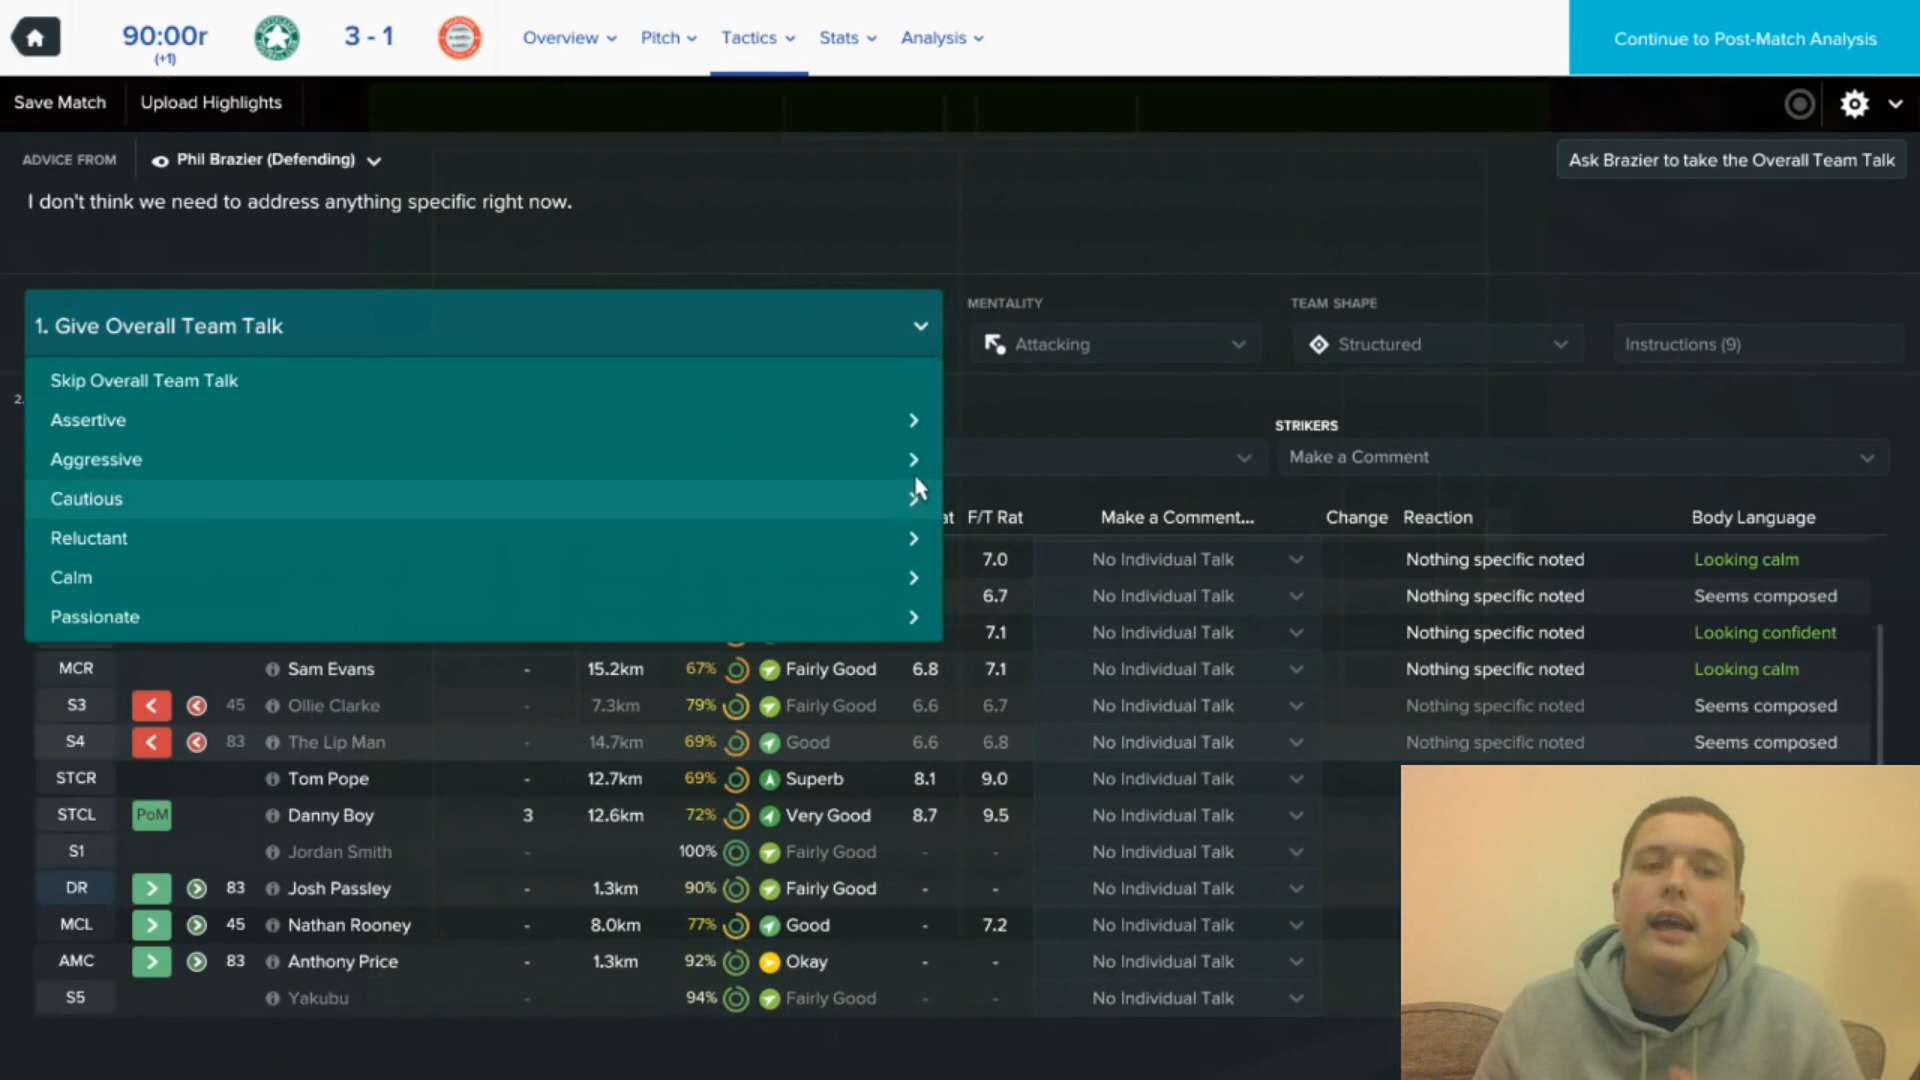 90:00r
(+1)
3 - 1
Overview
Pitch
Tactics
Stats
Analysis
Continue to Post-Match Analysis
Save Match
Upload Highlights
ADVICE FROM
Phil Brazier (Defending)
Ask Brazier to take the Overall Team Talk
I don't think we need to address anything specific right now.
1. Give Overall Team Talk
MENTALITY
TEAM SHAPE
Attacking
Structured
Instructions (9)
Skip Overall Team Talk
2.
Assertive
STRIKERS
Aggressive
Make a Comment
Cautious
at F/T Rat Make a Comment... Change Reaction Body Language
Reluctant
Calm
Passionate
7.0 No Individual Talk Nothing specific noted Looking calm
6.7 No Individual Talk Nothing specific noted Seems composed
7.1 No Individual Talk Nothing specific noted Looking confident
MCR Sam Evans - 15.2km 67% Fairly Good 6.8 7.1 No Individual Talk Nothing specific noted Looking calm
S3 45 Ollie Clarke - 7.3km 79% Fairly Good 6.6 6.7 No Individual Talk Nothing specific noted Seems composed
S4 83 The Lip Man - 14.7km 69% Good 6.6 6.8 No Individual Talk Nothing specific noted Seems composed
STCR Tom Pope - 12.7km 69% Superb 8.1 9.0 No Individual Talk
STCL PoM Danny Boy 3 12.6km 72% Very Good 8.7 9.5 No Individual Talk
S1 Jordan Smith - 100% Fairly Good - - No Individual Talk
DR 83 Josh Passley - 1.3km 90% Fairly Good - - No Individual Talk
MCL 45 Nathan Rooney - 8.0km 77% Good - 7.2 No Individual Talk
AMC 83 Anthony Price - 1.3km 92% Okay - - No Individual Talk
S5 Yakubu - 94% Fairly Good - - No Individual Talk